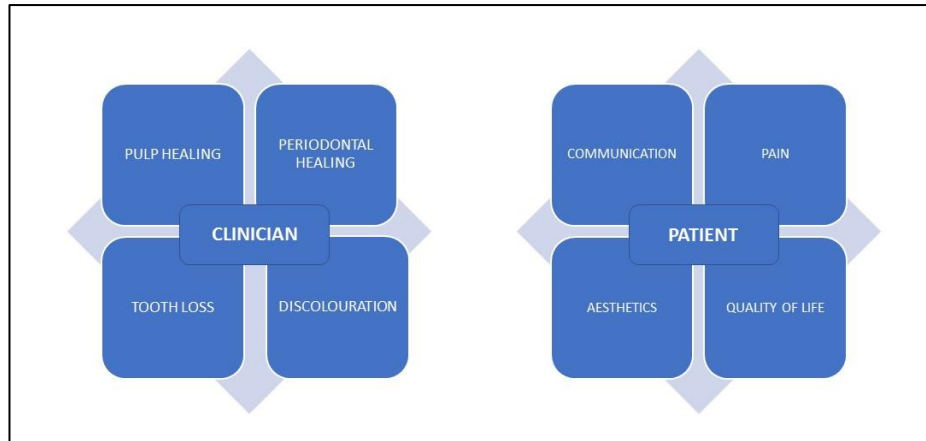 PULP HEALING
PERIODONTAL
HEALING
CLINICIAN
TOOTH LOSS
DISCOLOURATION
COMMUNICATION
PAIN
PATIENT
AESTHETICS
QUALITY OF LIFE